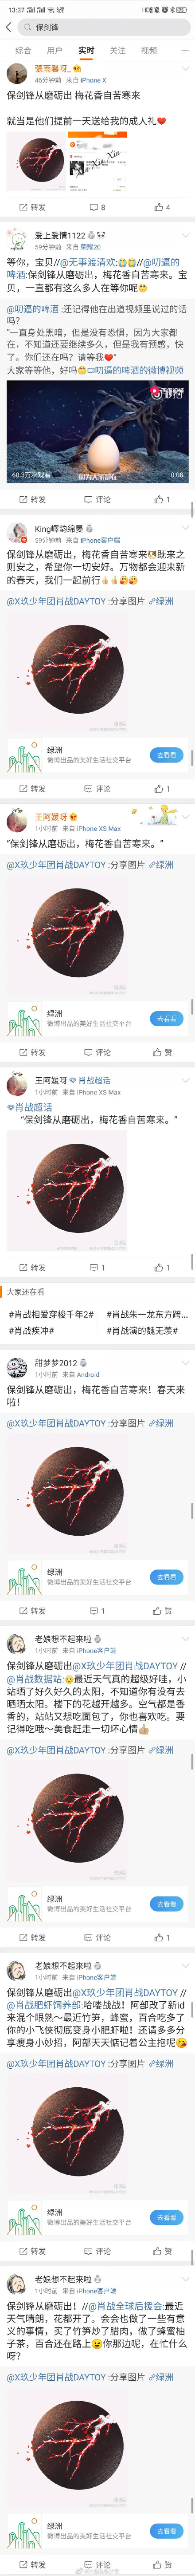 13:37
保剑锋
综合 用户 实时 关注 视频
張雨馨呀_
46分钟前 来自 iPhone X
保剑锋从磨砺出 梅花香自苦寒来
就当是他们提前一天送给我的成人礼❤️
转发 8 4
爱上爱情1122
59分钟前 来自 荣耀20
等你，宝贝//@无事渡清欢:😭😭//@叨逼的
啤酒:保剑锋从磨砺出，梅花香自苦寒来。宝
贝，一直都有这么多人在等你呢
@叨逼的啤酒 :还记得他在出道视频里说过的话
吗？
“一直身处黑暗，但是没有恐惧，因为大家都
在，不知道还要继续多久，但是我有预感，快
了。你们还在吗？请等我❤️”
大家等等他，好吗 叨逼的啤酒的微博视频
60.3万次观看 0:08
转发 评论 1
King嶧韵绵晏
59分钟前 来自 iPhone客户端
保剑锋从磨砺出，梅花香自苦寒来 既来之
则安之，希望你一切安好。万物都会迎来新
的春天，我们一起前行
@X玖少年团肖战DAYTOY :分享图片 绿洲
绿洲
微博出品的美好生活社交平台
去看看
转发 评论 1
王阿嫒呀
1小时前 来自 iPhone XS Max
“保剑锋从磨砺出，梅花香自苦寒来。”
@X玖少年团肖战DAYTOY :分享图片 绿洲
绿洲
微博出品的美好生活社交平台
去看看
转发 评论 赞
王阿嫒呀 肖战超话
1小时前 来自 iPhone XS Max
肖战超话
“保剑锋从磨砺出，梅花香自苦寒来。”
转发 1 1
大家还在看
#肖战相爱穿梭千年2# #肖战朱一龙东方跨...
#肖战疾冲# #肖战演的魏无羡#
甜梦梦2012
1小时前 来自 Android
保剑锋从磨砺出，梅花香自苦寒来！春天来
啦！
@X玖少年团肖战DAYTOY :分享图片 绿洲
绿洲
微博出品的美好生活社交平台
去看看
转发 1 赞
老娘想不起来啦
1小时前 来自 iPhone客户端
保剑锋从磨砺出@X玖少年团肖战DAYTOY //
@肖战数据站: 最近天气真的超级好哇，小
站晒了好久好久的太阳，不知道你有没有去
晒晒太阳。楼下的花越开越多。空气都是香
香的，站站又想吃面包了，你也喜欢吃。要
记得吃哦～美食赶走一切坏心情
@X玖少年团肖战DAYTOY :分享图片 绿洲
绿洲
微博出品的美好生活社交平台
去看看
转发 评论 1
老娘想不起来啦
1小时前 来自 iPhone客户端
保剑锋从磨砺出@X玖少年团肖战DAYTOY //
@肖战肥虾饲养部:哈喽战战！阿部改了新id
来混个眼熟～最近竹笋，蜂蜜，百合吃多了
你的小飞侠彻底变身小肥虾啦！还请多多分
享瘦身小妙招，阿部天天惦记着公主抱呢😘
@X玖少年团肖战DAYTOY :分享图片 绿洲
绿洲
微博出品的美好生活社交平台
去看看
转发 评论 赞
老娘想不起来啦
1小时前 来自 iPhone客户端
保剑锋从磨砺出！//@肖战全球后援会:最近
天气晴朗，花都开了。会会也做了一些有意
义的事情，买了竹笋炒了腊肉，做了蜂蜜柚
子茶，百合还在路上 你那边呢，在忙什么
呀？
@X玖少年团肖战DAYTOY :分享图片 绿洲
绿洲
微博出品的美好生活社交平台
去看看
转发 评论 赞